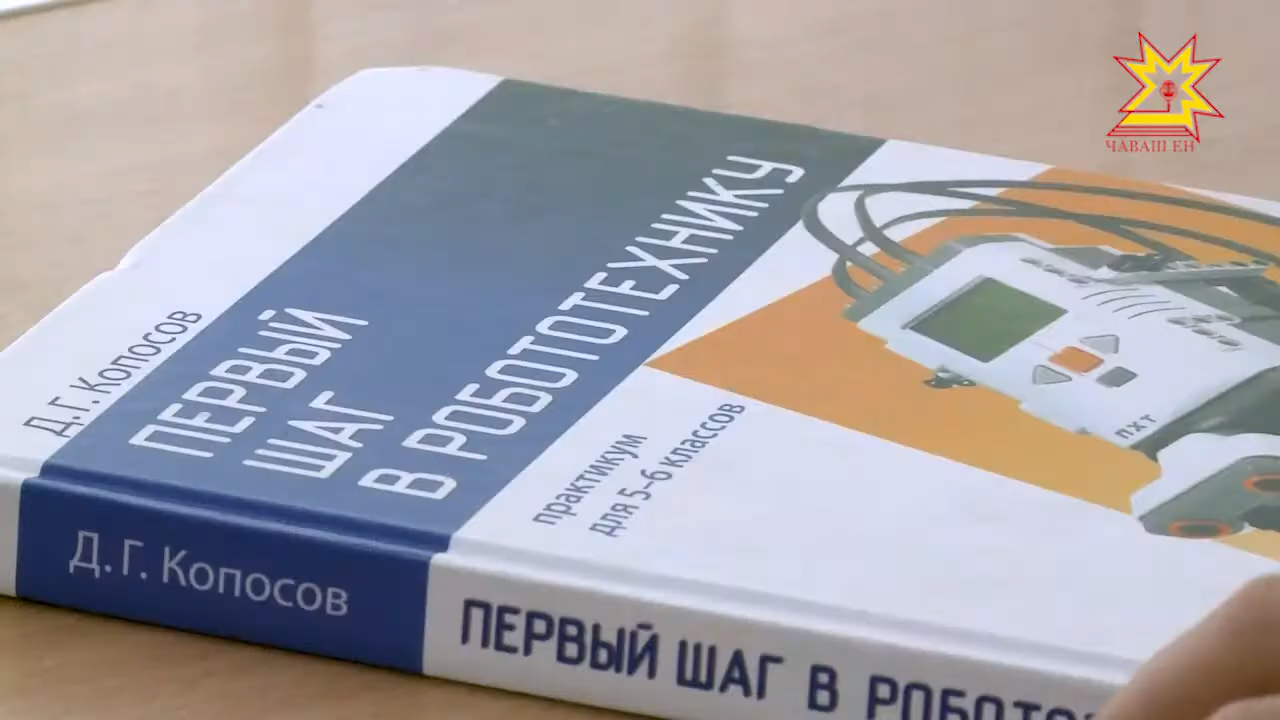 ЧАВАШ ЕН
Д. Г. Копосов
ПЕРВЫЙ
ШАГ
В РОБОТОТЕХНИКУ
практикум
для 5–6 классов
nxt
Д. Г. Копосов
ПЕРВЫЙ ШАГ В РОБОТО